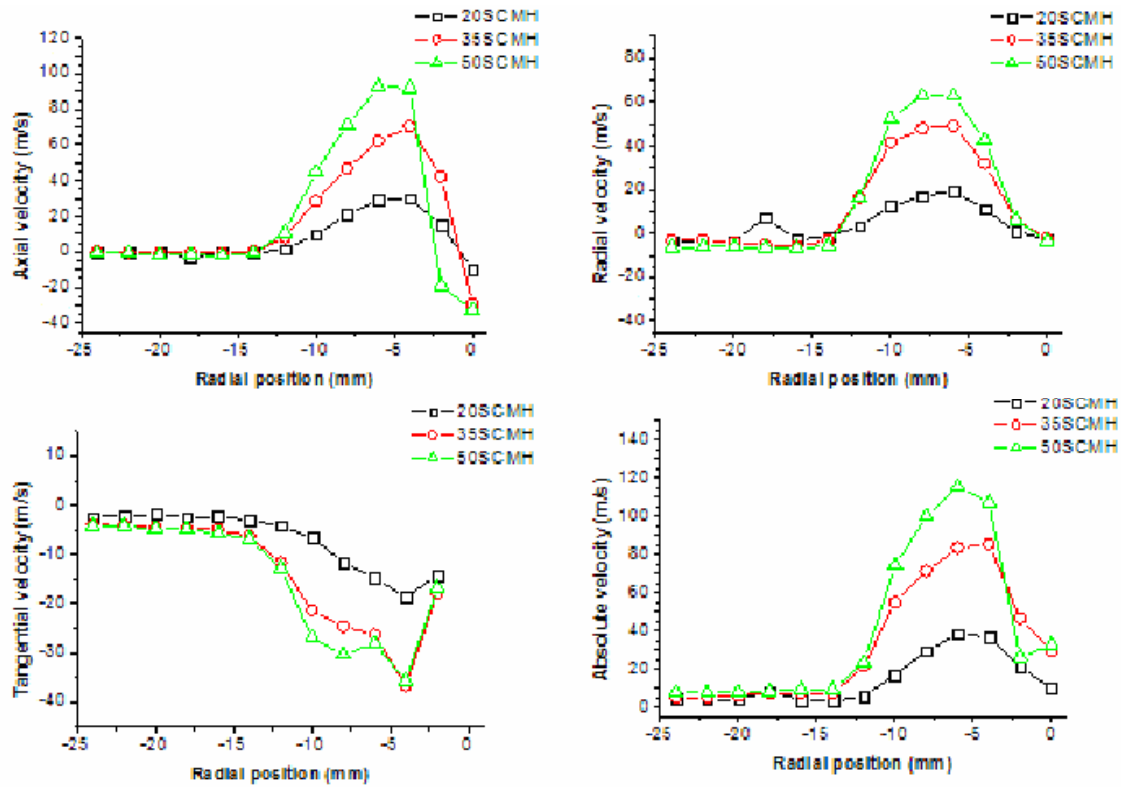 20SCMH
35SCMH
50SCMH
120
100
80
60
40
20
0
-20
-40
Axial velocity (m/s)
-25 -20 -15 -10 -5 0
Radial position (mm)
20SCMH
35SCMH
50SCMH
80
60
40
20
0
-20
-40
Radial velocity (m/s)
-25 -20 -15 -10 -5 0
Radial position (mm)
20SCMH
35SCMH
50SCMH
10
0
-10
-20
-30
-40
Tangential velocity (m/s)
-25 -20 -15 -10 -5 0
Radial position (mm)
20SCMH
35SCMH
50SCMH
140
120
100
80
60
40
20
0
Absolute velocity (m/s)
-25 -20 -15 -10 -5 0
Radial position (mm)